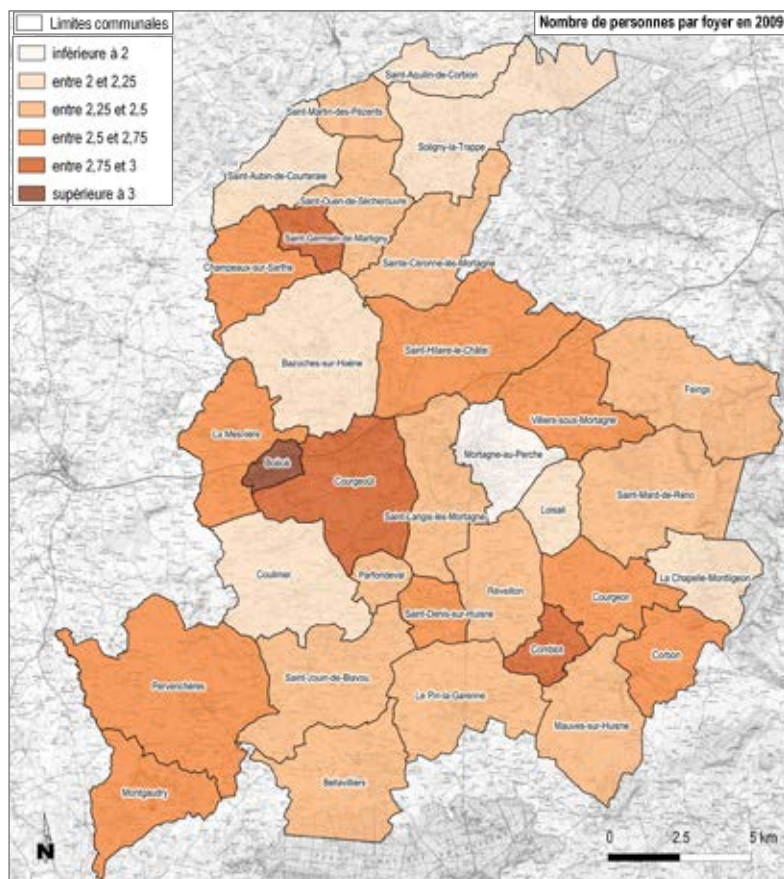 Limites communales
Nombre de personnes par foyer en 2009
inférieure à 2
entre 2 et 2,25
entre 2,25 et 2,5
entre 2,5 et 2,75
entre 2,75 et 3
supérieure à 3
Saint-Aquilin-de-Corbion
Saint-Martin-des-Pézerits
Soligny-la-Trappe
Saint-Aubin-de-Courteraie
Saint-Ouen-de-Sècherouvre
Saint-Germain-de-Martigny
Sainte-Céronne-lès-Mortagne
Champeaux-sur-Sarthe
Saint-Hilaire-le-Châtel
Bazoches-sur-Hoëne
Feings
Villiers-sous-Mortagne
La Mesnière
Mortagne-au-Perche
Boëcé
Courgeoût
Saint-Mard-de-Réno
Loisail
Saint-Langis-lès-Mortagne
Coulimer
Parfondeval
La Chapelle-Montligeon
Réveillon
Courgeon
Saint-Denis-sur-Huisne
Comblot
Corbon
Saint-Jouin-de-Blavou
Pervenchères
Le Pin-la-Garenne
Mauves-sur-Huisne
Bellavilliers
Montgaudry
N
0 2.5 5 km